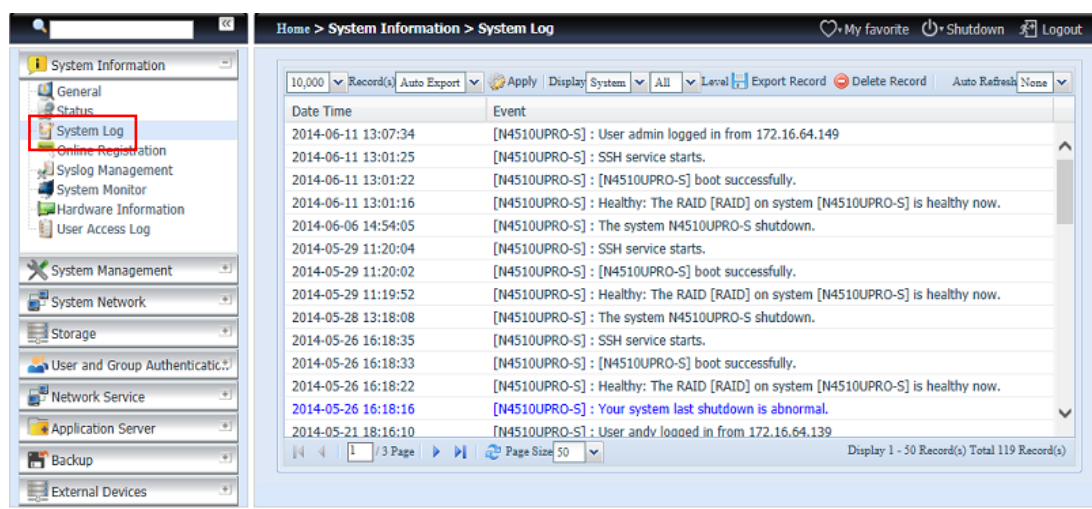 Home > System Information > System Log
My favorite Shutdown Logout
System Information
General
Status
System Log
Online Registration
Syslog Management
System Monitor
Hardware Information
User Access Log
System Management
System Network
Storage
User and Group Authenticatic..
Network Service
Application Server
Backup
External Devices
10,000 Record(s) Auto Export Apply Display System All Level Export Record Delete Record Auto Refresh None
Date Time Event
2014-06-11 13:07:34 [N4510UPRO-S] : User admin logged in from 172.16.64.149
2014-06-11 13:01:25 [N4510UPRO-S] : SSH service starts.
2014-06-11 13:01:22 [N4510UPRO-S] : [N4510UPRO-S] boot successfully.
2014-06-11 13:01:16 [N4510UPRO-S] : Healthy: The RAID [RAID] on system [N4510UPRO-S] is healthy now.
2014-06-06 14:54:05 [N4510UPRO-S] : The system N4510UPRO-S shutdown.
2014-05-29 11:20:04 [N4510UPRO-S] : SSH service starts.
2014-05-29 11:20:02 [N4510UPRO-S] : [N4510UPRO-S] boot successfully.
2014-05-29 11:19:52 [N4510UPRO-S] : Healthy: The RAID [RAID] on system [N4510UPRO-S] is healthy now.
2014-05-28 13:18:08 [N4510UPRO-S] : The system N4510UPRO-S shutdown.
2014-05-26 16:18:35 [N4510UPRO-S] : SSH service starts.
2014-05-26 16:18:33 [N4510UPRO-S] : [N4510UPRO-S] boot successfully.
2014-05-26 16:18:22 [N4510UPRO-S] : Healthy: The RAID [RAID] on system [N4510UPRO-S] is healthy now.
2014-05-26 16:18:16 [N4510UPRO-S] : Your system last shutdown is abnormal.
2014-05-21 18:16:10 [N4510UPRO-S] : User andy logged in from 172.16.64.139
1 / 3 Page Page Size 50 Display 1 - 50 Record(s) Total 119 Record(s)